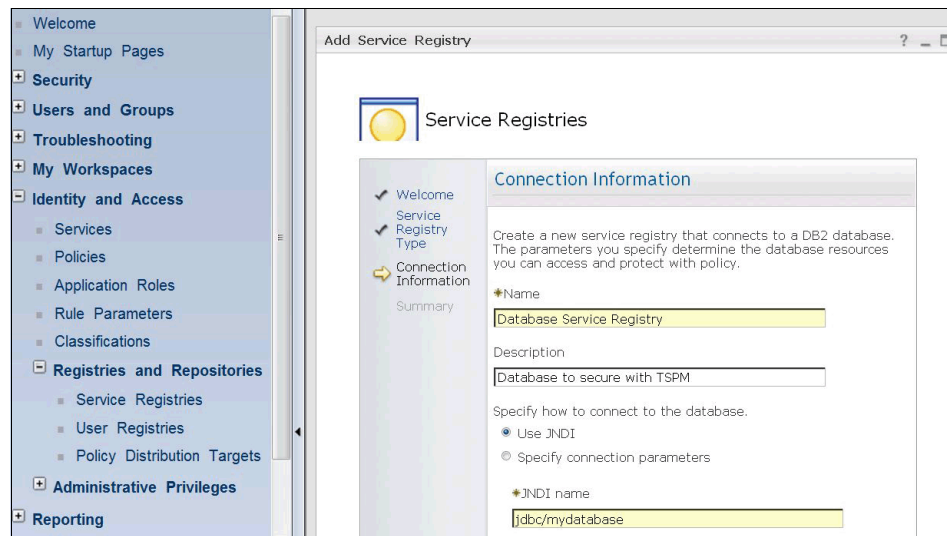 Welcome
My Startup Pages
Security
Users and Groups
Troubleshooting
My Workspaces
Identity and Access
Services
Policies
Application Roles
Rule Parameters
Classifications
Registries and Repositories
Service Registries
User Registries
Policy Distribution Targets
Administrative Privileges
Reporting
Add Service Registry
?
Service Registries
Welcome
Service
Registry
Type
Connection
Information
Summary
Connection Information
Create a new service registry that connects to a DB2 database.
The parameters you specify determine the database resources
you can access and protect with policy.
Name
Database Service Registry
Description
Database to secure with TSPM
Specify how to connect to the database.
Use JNDI
Specify connection parameters
JNDI name
jdbc/mydatabase